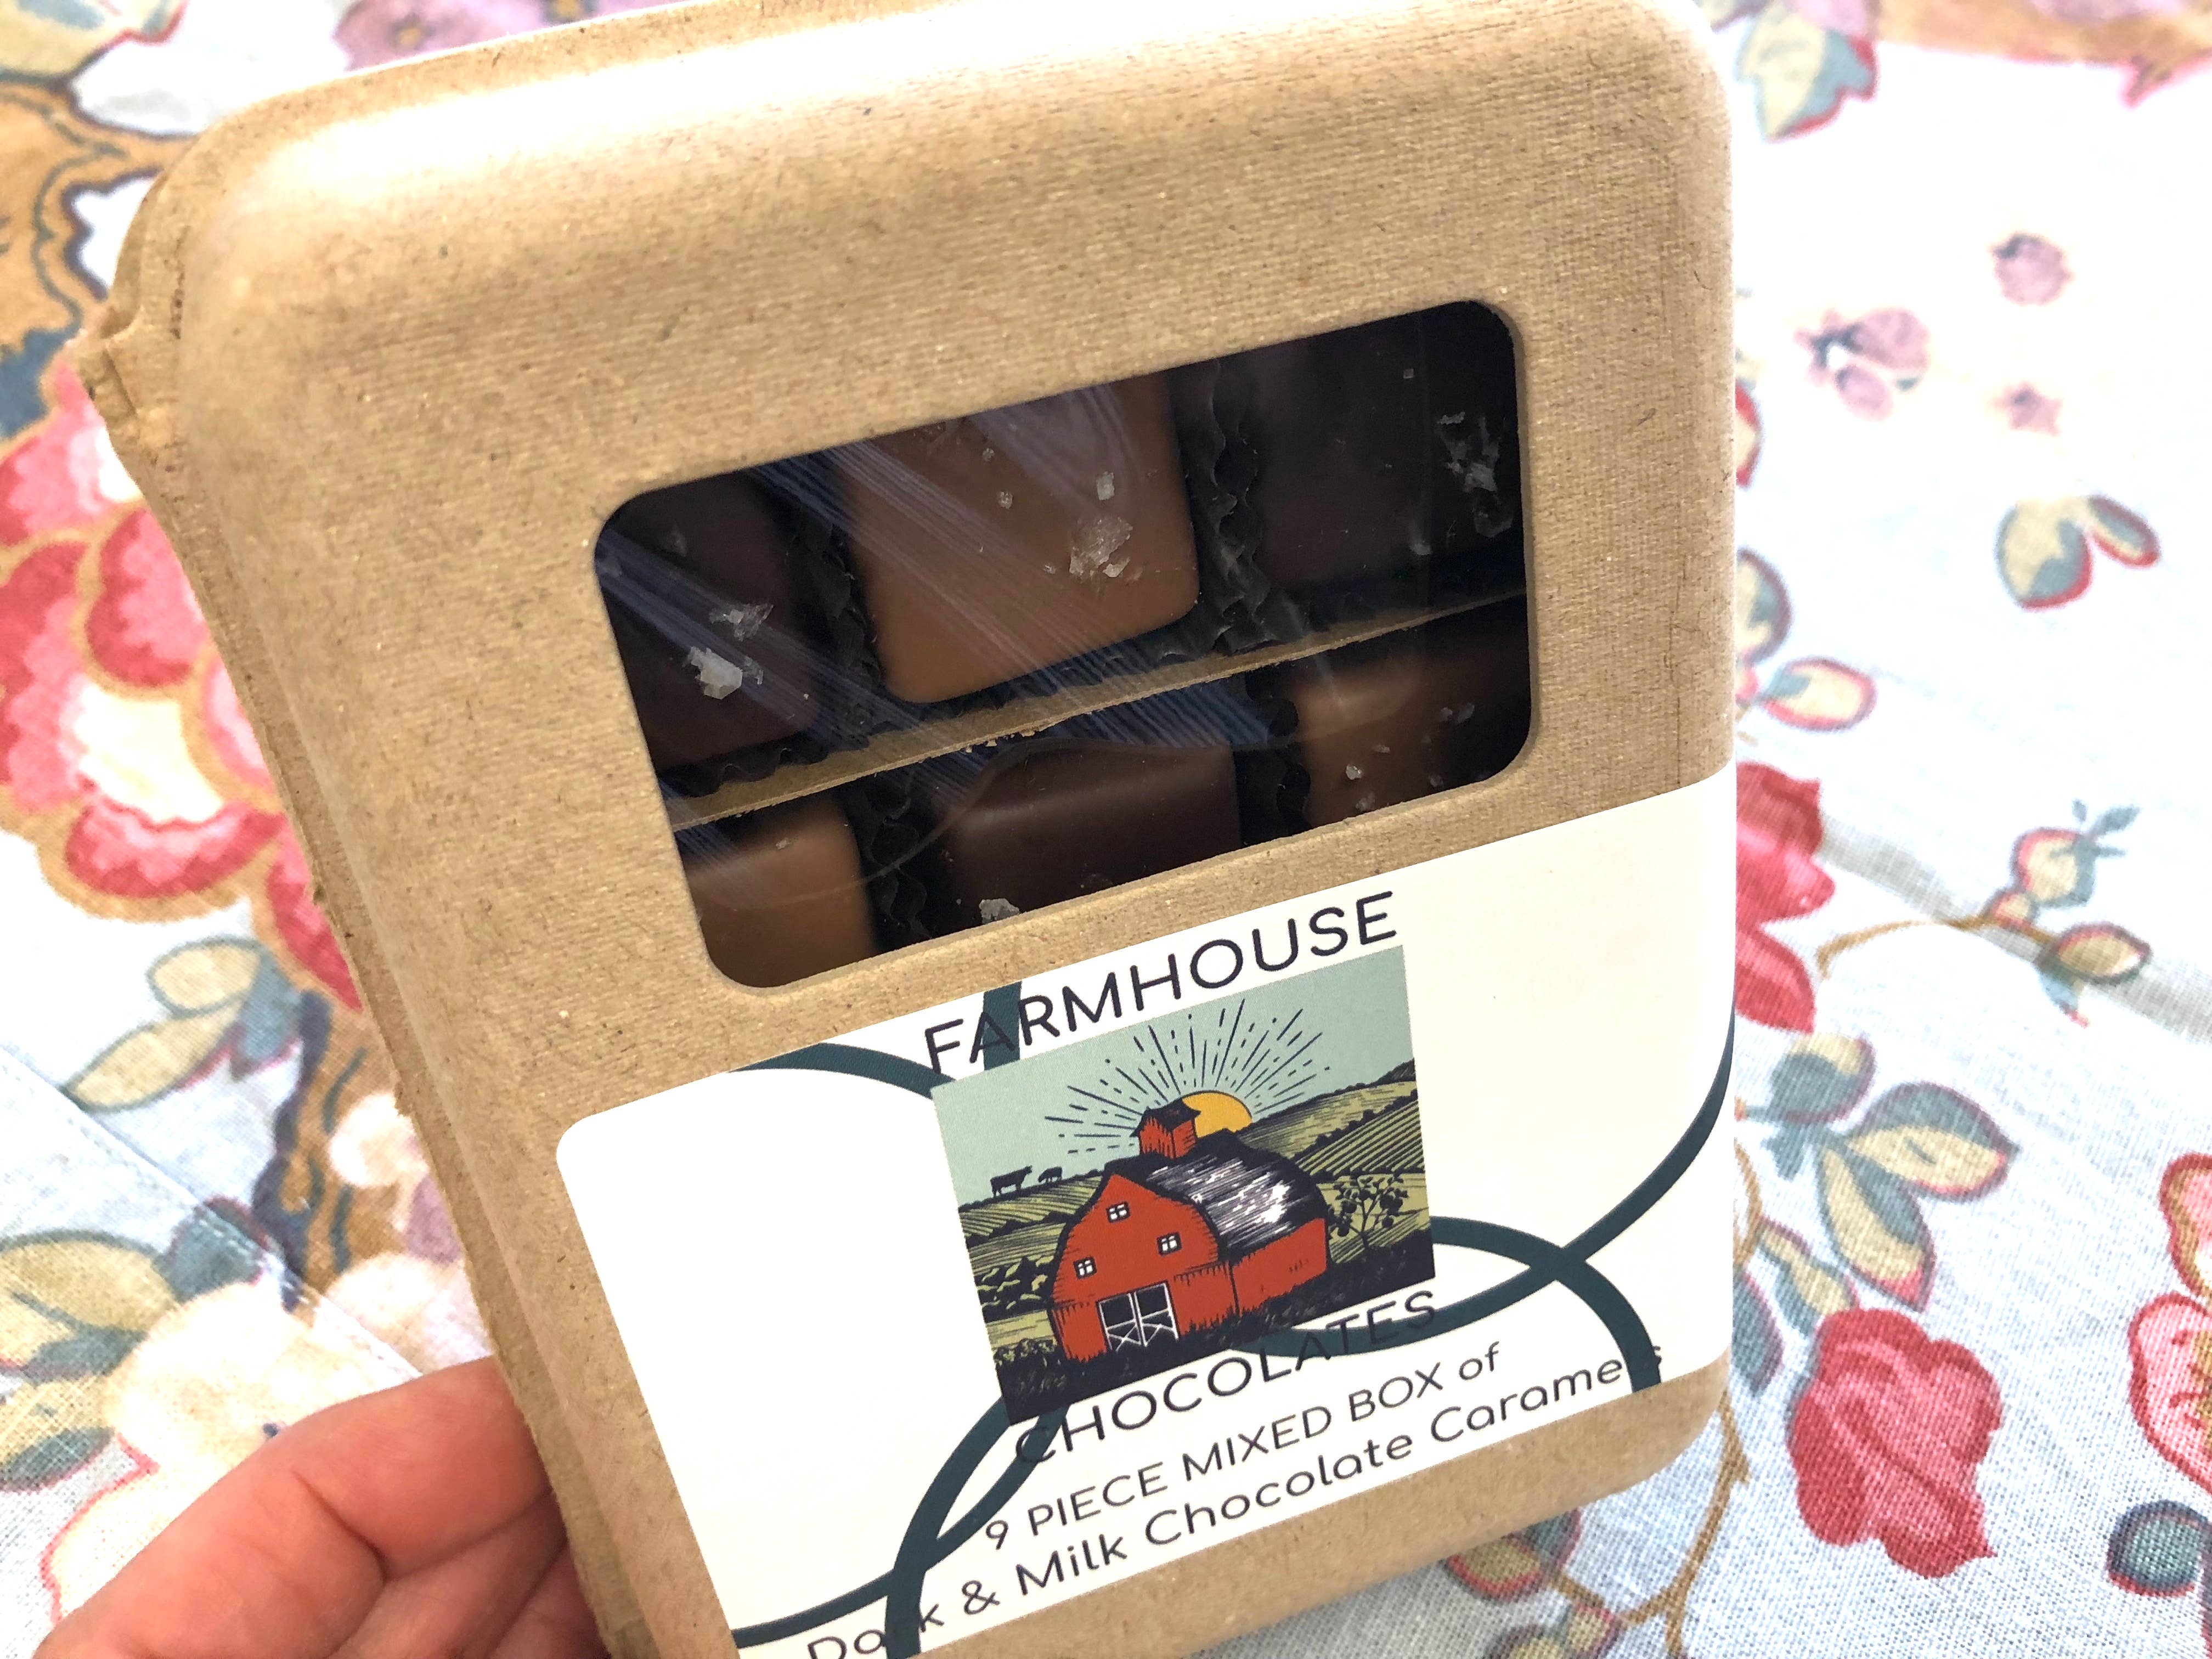 FARMHOUSE
CHOCOLATES
9 PIECE MIXED BOX of
Dark & Milk Chocolate Caramels